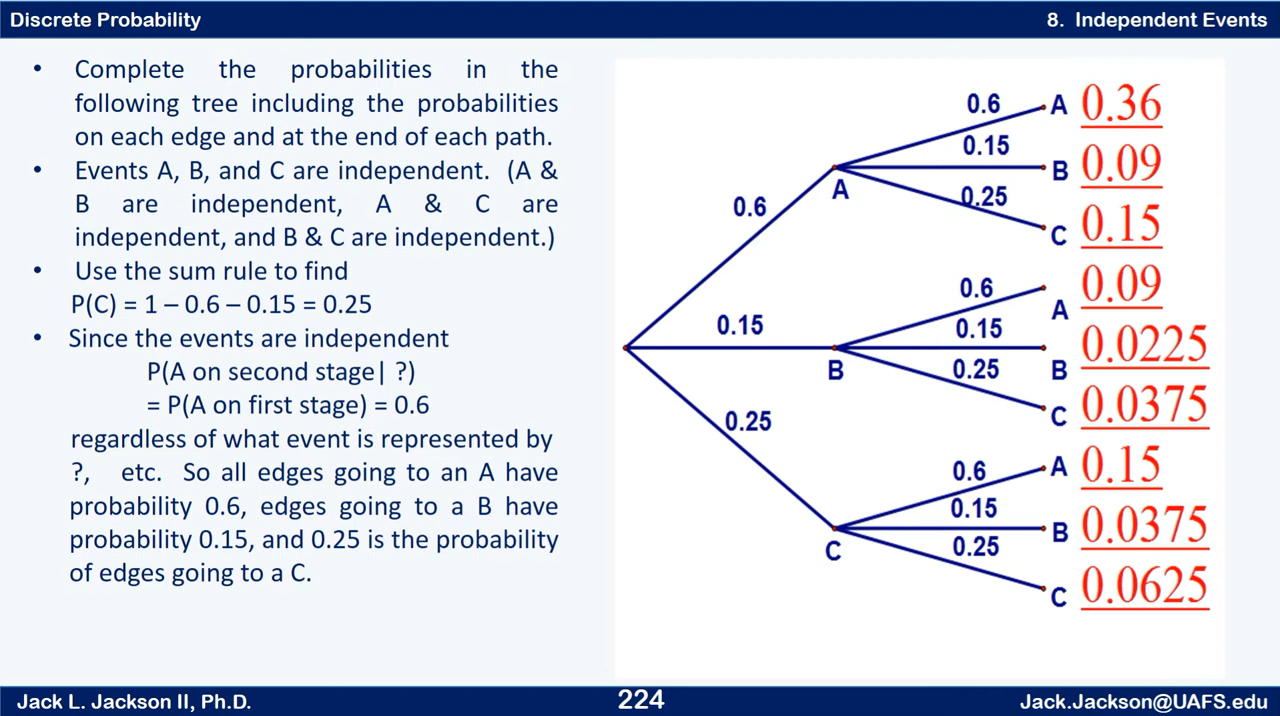 Discrete Probability
8. Independent Events
• Complete the probabilities in the
following tree including the probabilities
on each edge and at the end of each path.
• Events A, B, and C are independent. (A &
B are independent, A & C are
independent, and B & C are independent.)
• Use the sum rule to find
P(C) = 1 – 0.6 – 0.15 = 0.25
• Since the events are independent
P(A on second stage| ?)
= P(A on first stage) = 0.6
regardless of what event is represented by
?, etc. So all edges going to an A have
probability 0.6, edges going to a B have
probability 0.15, and 0.25 is the probability
of edges going to a C.
0.6
A
0.6 A 0.36
0.15 B 0.09
0.25 C 0.15
0.15
B
0.6 A 0.09
0.15 B 0.0225
0.25 C 0.0375
0.25
C
0.6 A 0.15
0.15 B 0.0375
0.25 C 0.0625
Jack L. Jackson II, Ph.D.
224
Jack.Jackson@UAFS.edu